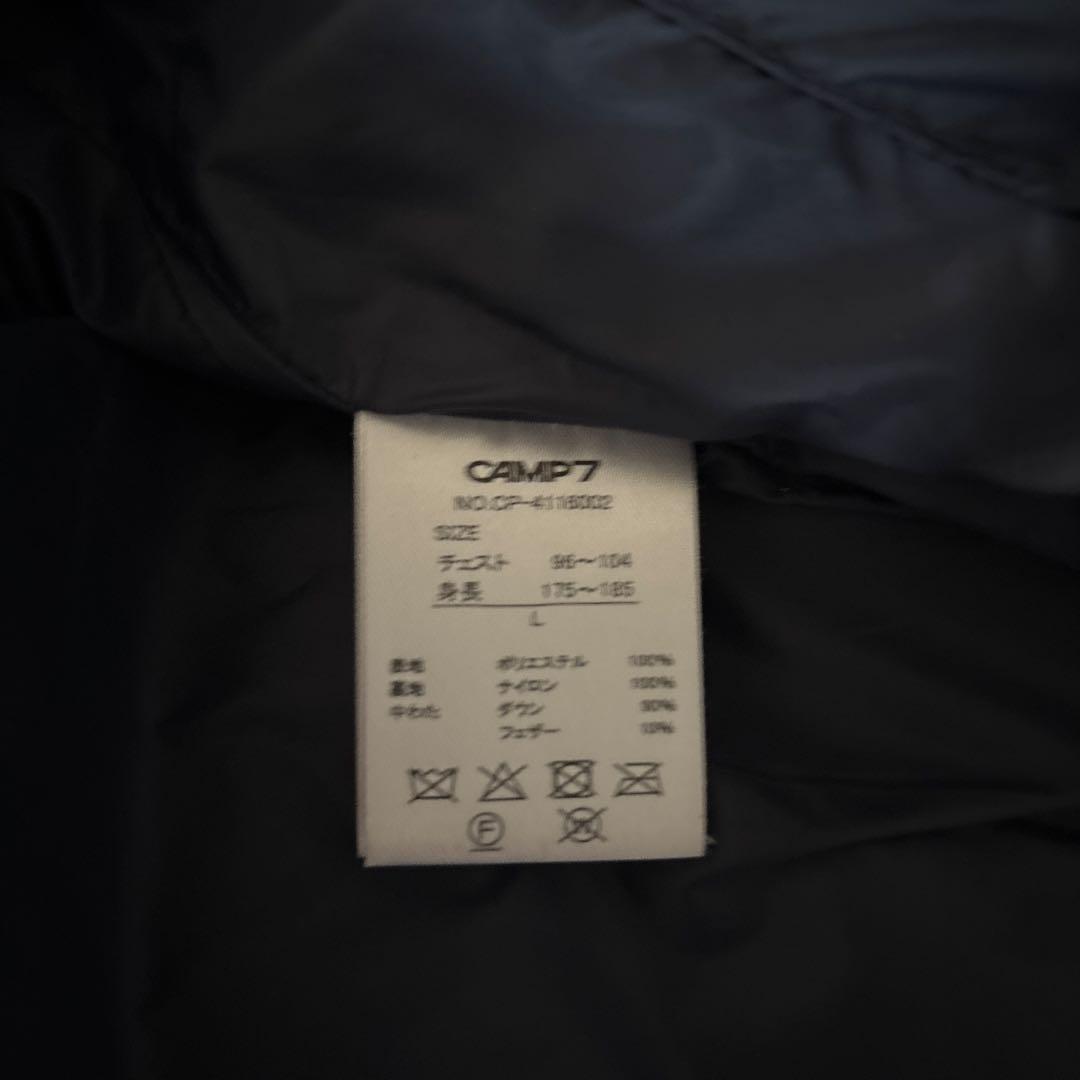 CAMP7
NO.CP-4116002
SIZE
チェスト 96〜104
身長 175〜185
L
表地 ポリエステル 100%
裏地 ナイロン 100%
中わた ダウン 90%
フェザー 10%
F
W